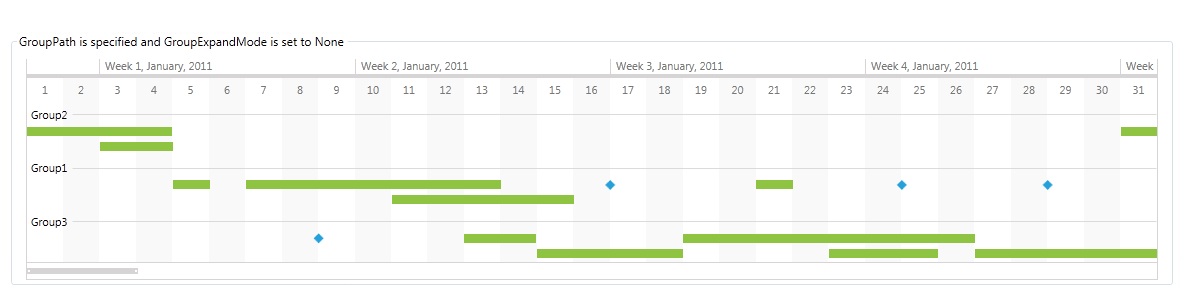 GroupPath is specified and GroupExpandMode is set to None
Week 1, January, 2011 Week 2, January, 2011 Week 3, January, 2011 Week 4, January, 2011 Week
1 2 3 4 5 6 7 8 9 10 11 12 13 14 15 16 17 18 19 20 21 22 23 24 25 26 27 28 29 30 31
Group2
Group1
Group3